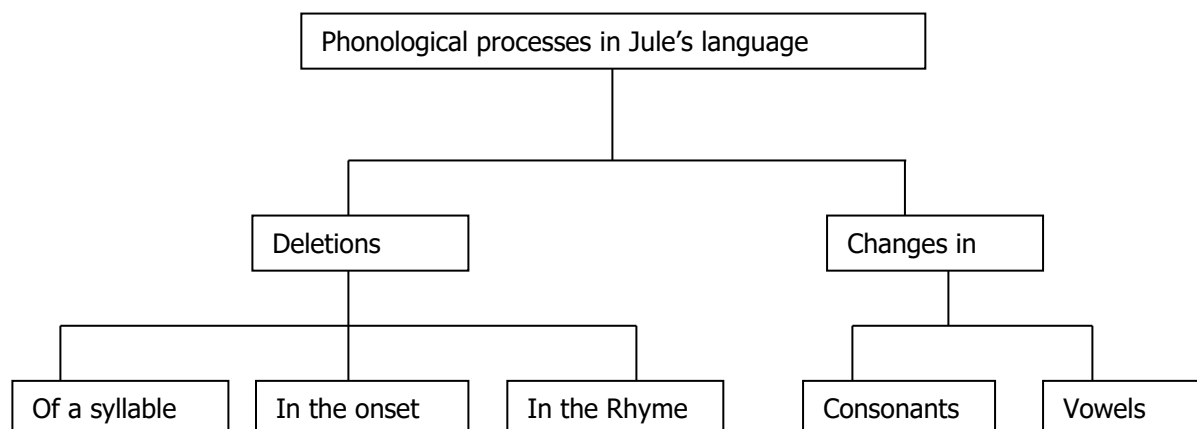 Phonological processes in Jule’s language
Deletions
Changes in
Of a syllable
In the onset
In the Rhyme
Consonants
Vowels